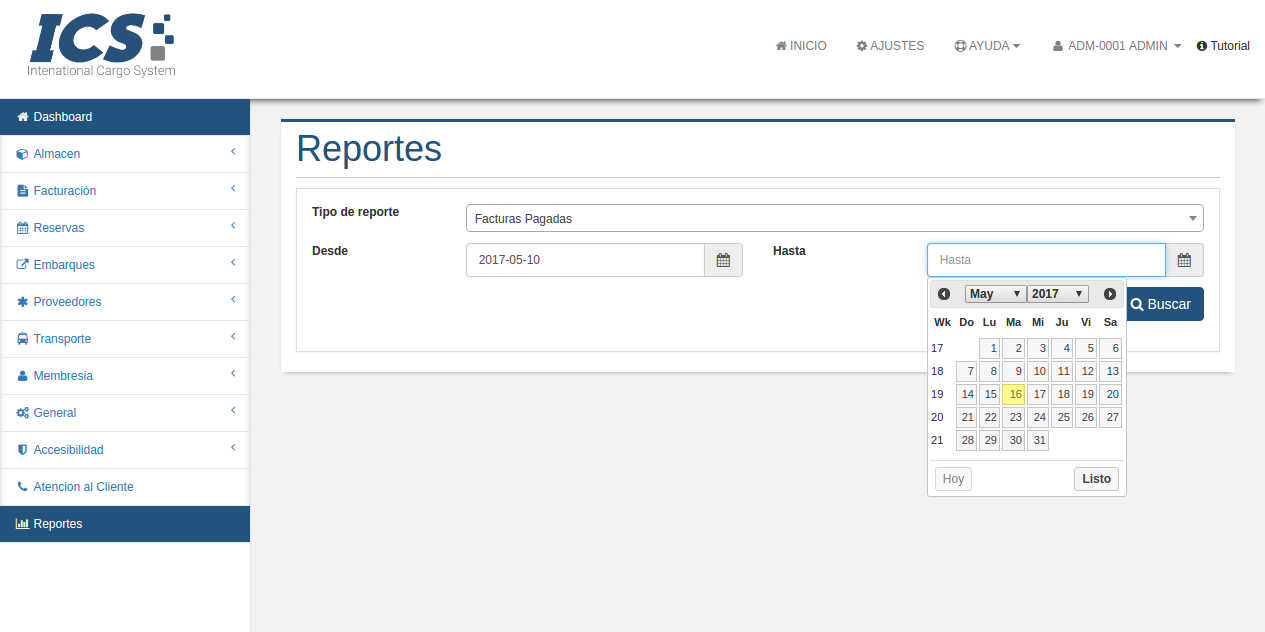 ICS
Intenational Cargo System
INICIO
AJUSTES
AYUDA
ADM-0001 ADMIN
Tutorial
Dashboard
Almacen
Facturación
Reservas
Embarques
Proveedores
Transporte
Membresia
General
Accesibilidad
Atencion al Cliente
Reportes
Reportes
Tipo de reporte
Facturas Pagadas
Desde
2017-05-10
Hasta
Hasta
Buscar
May 2017
Wk Do Lu Ma Mi Ju Vi Sa
17 1 2 3 4 5 6
18 7 8 9 10 11 12 13
19 14 15 16 17 18 19 20
20 21 22 23 24 25 26 27
21 28 29 30 31
Hoy
Listo